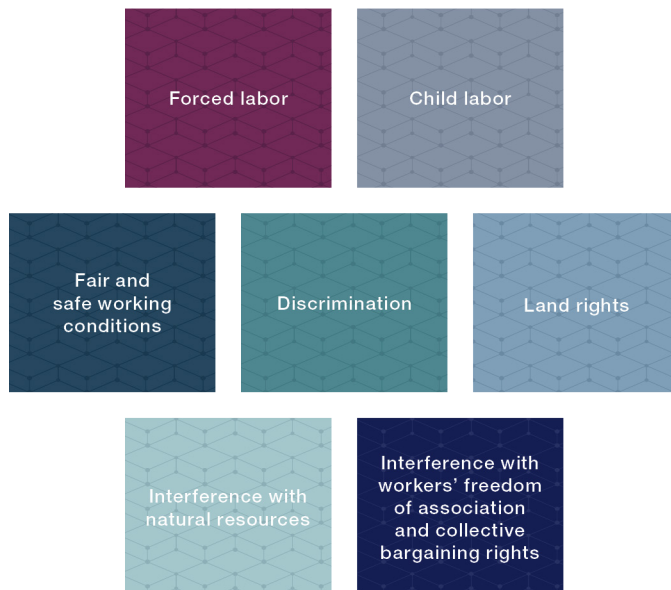 Forced labor
Child labor
Fair and
safe working
conditions
Discrimination
Land rights
Interference with
natural resources
Interference with
workers’ freedom
of association
and collective
bargaining rights